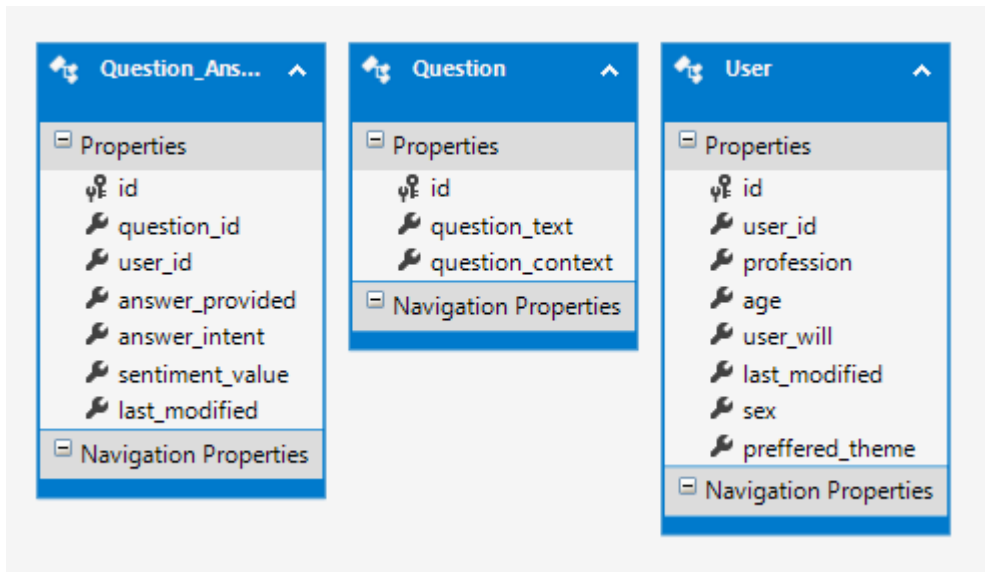 Question_Ans...
Properties
id
question_id
user_id
answer_provided
answer_intent
sentiment_value
last_modified
Navigation Properties
Question
Properties
id
question_text
question_context
Navigation Properties
User
Properties
id
user_id
profession
age
user_will
last_modified
sex
preffered_theme
Navigation Properties